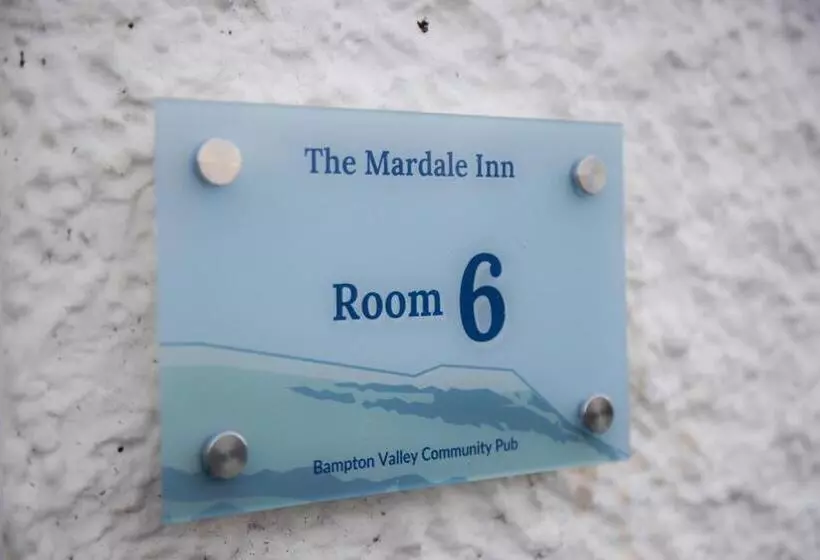 The Mardale Inn
Room 6
Bampton Valley Community Pub